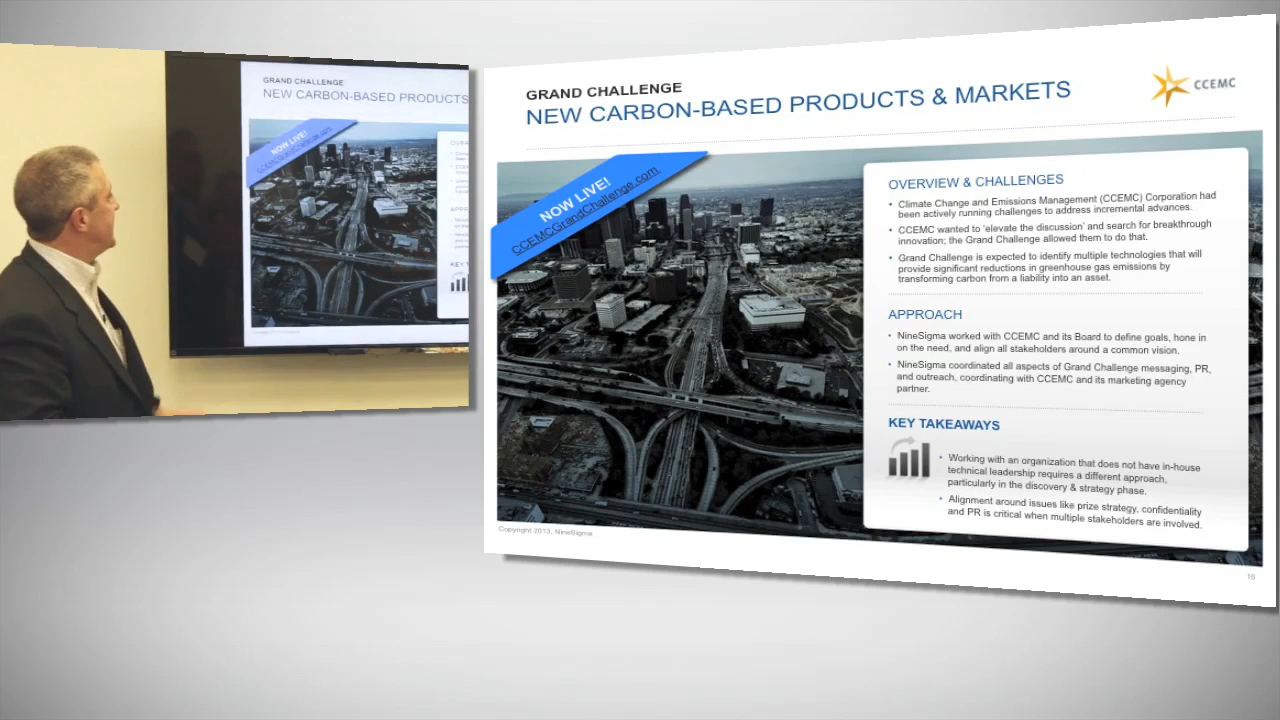 GRAND CHALLENGE
NEW CARBON-BASED PRODUCTS
NOW LIVE!
GRAND CHALLENGE
NEW CARBON-BASED PRODUCTS & MARKETS
CCEMC
NOW LIVE!
CCEMCGrandChallenge.com
OVERVIEW & CHALLENGES
• Climate Change and Emissions Management (CCEMC) Corporation had
been actively running challenges to address incremental advances.
• CCEMC wanted to 'elevate the discussion' and search for breakthrough
innovation; the Grand Challenge allowed them to do that.
• Grand Challenge is expected to identify multiple technologies that will
provide significant reductions in greenhouse gas emissions by
transforming carbon from a liability into an asset.
APPROACH
• NineSigma worked with CCEMC and its Board to define goals, hone in
on the need, and align all stakeholders around a common vision.
• NineSigma coordinated all aspects of Grand Challenge messaging, PR,
and outreach, coordinating with CCEMC and its marketing agency
partner.
KEY TAKEAWAYS
• Working with an organization that does not have in-house
technical leadership requires a different approach,
particularly in the discovery & strategy phase.
• Alignment around issues like prize strategy, confidentiality
and PR is critical when multiple stakeholders are involved.
Copyright 2013, NineSigma
16